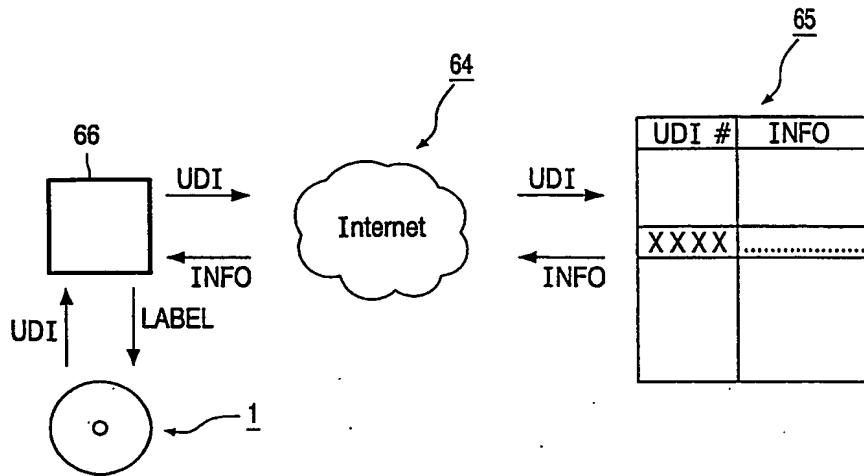 65
64
UDI # INFO
66
UDI
UDI
Internet
XXXX ....................
INFO
INFO
UDI
LABEL
1